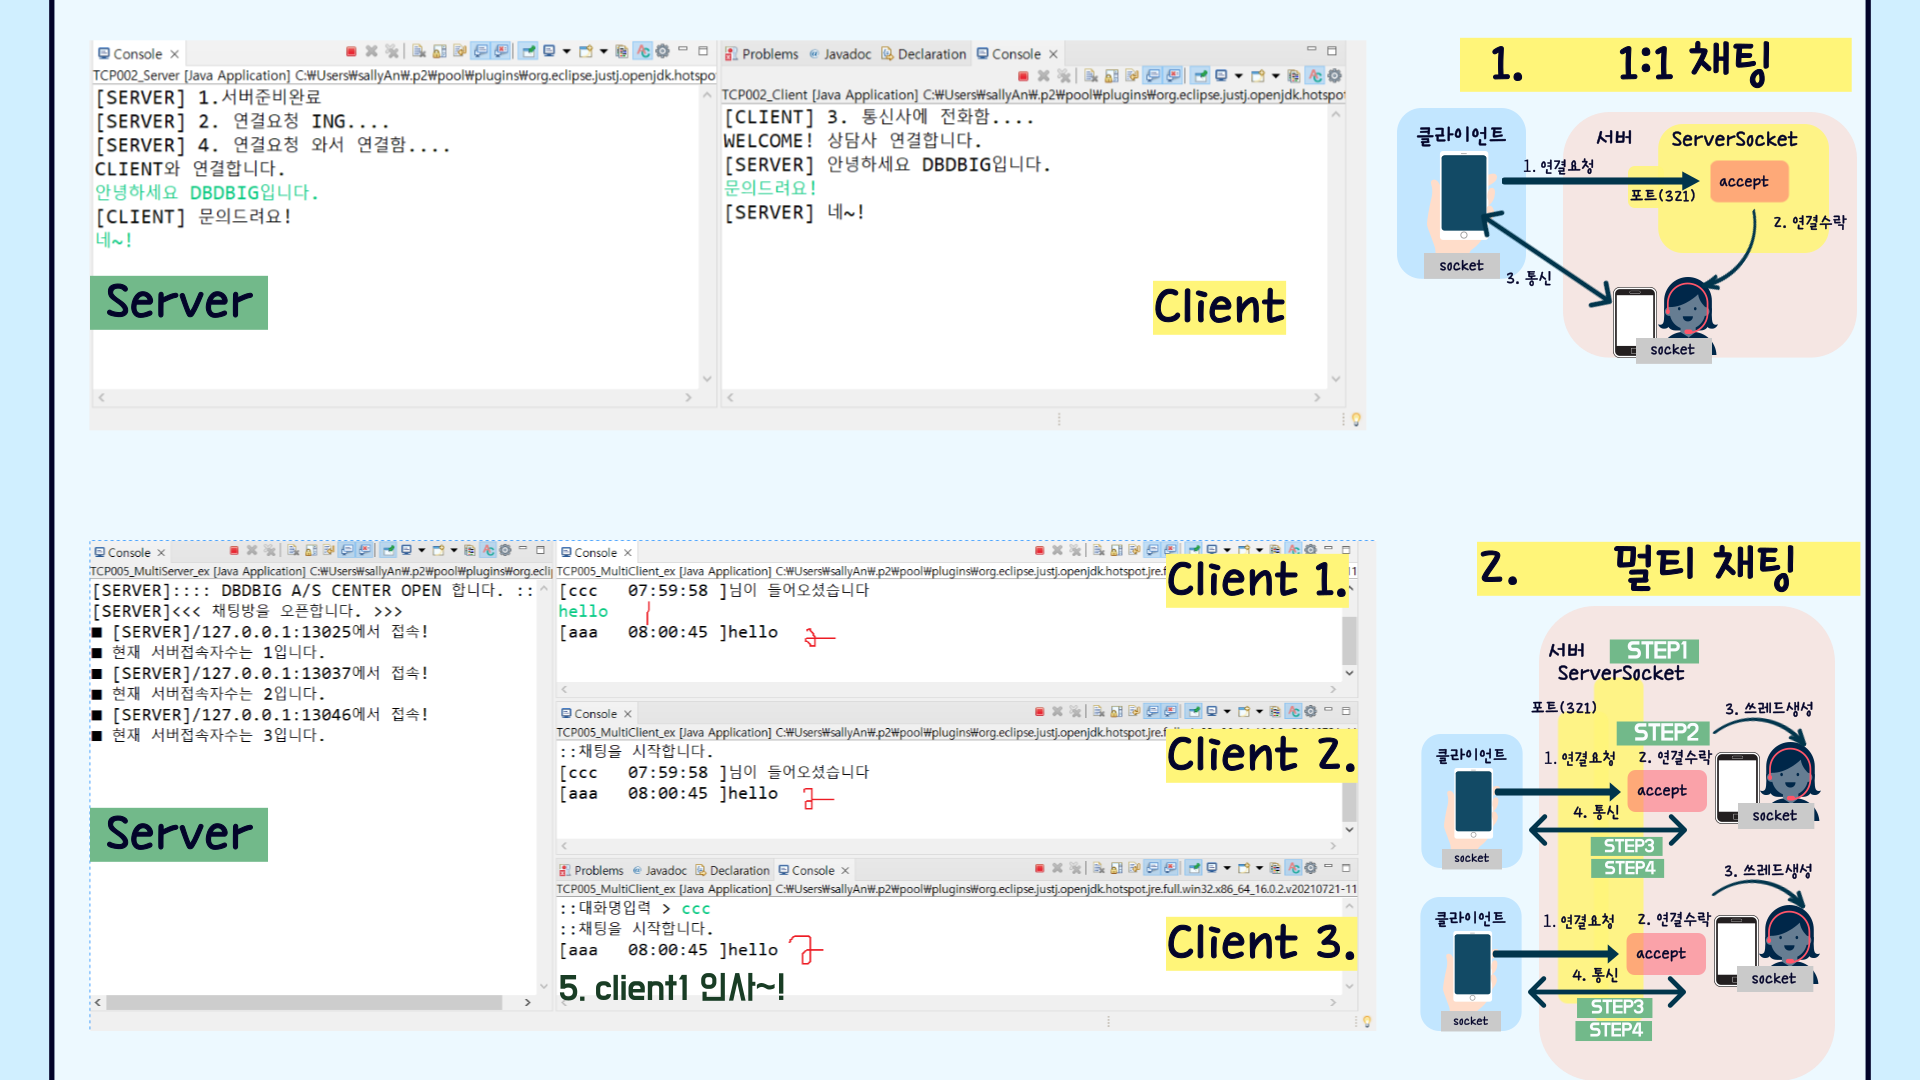 Console
TCP002_Server [Java Application] C:₩Users₩sallyAn₩.p2₩pool₩plugins₩org.eclipse.justj.openjdk.hotspo
[SERVER] 1.서버준비완료
[SERVER] 2. 연결요청 ING....
[SERVER] 4. 연결요청 와서 연결함....
CLIENT와 연결합니다.
안녕하세요 DBDBIG입니다.
[CLIENT] 문의드려요!
네~!
Server
Problems Javadoc Declaration Console
TCP002_Client [Java Application] C:₩Users₩sallyAn₩.p2₩pool₩plugins₩org.eclipse.justj.openjdk.hotspot
[CLIENT] 3. 통신사에 전화함....
WELCOME! 상담사 연결합니다.
[SERVER] 안녕하세요 DBDBIG입니다.
문의드려요!
[SERVER] 네~!
Client
1. 1:1 채팅
클라이언트
서버
ServerSocket
1. 연결요청
accept
포트(321)
2. 연결수락
socket
3. 통신
socket
Console
TCP005_MultiServer_ex [Java Application] C:₩Users₩sallyAn₩.p2₩pool₩plugins₩org.ecli
[SERVER]:::: DBDBIG A/S CENTER OPEN 합니다. ::
[SERVER]<<< 채팅방을 오픈합니다. >>>
■ [SERVER]/127.0.0.1:13025에서 접속!
■ 현재 서버접속자수는 1입니다.
■ [SERVER]/127.0.0.1:13037에서 접속!
■ 현재 서버접속자수는 2입니다.
■ [SERVER]/127.0.0.1:13046에서 접속!
■ 현재 서버접속자수는 3입니다.
Server
Console
TCP005_MultiClient_ex [Java Application] C:₩Users₩sallyAn₩.p2₩pool₩plugins₩org.eclipse.justj.openjdk.hotspot.jre.f
[ccc 07:59:58 ]님이 들어오셨습니다
hello
1
[aaa 08:00:45 ]hello
2
Client 1.
Console
TCP005_MultiClient_ex [Java Application] C:₩Users₩sallyAn₩.p2₩pool₩plugins₩org.eclipse.justj.openjdk.hotspot.jre.f
::채팅을 시작합니다.
[ccc 07:59:58 ]님이 들어오셨습니다
[aaa 08:00:45 ]hello
2
Client 2.
Problems Javadoc Declaration Console
TCP005_MultiClient_ex [Java Application] C:₩Users₩sallyAn₩.p2₩pool₩plugins₩org.eclipse.justj.openjdk.hotspot.jre.full.win32.x86_64_16.0.2.v20210721-11
::대화명입력 > ccc
::채팅을 시작합니다.
[aaa 08:00:45 ]hello
2
Client 3.
5. client1 인사~!
2. 멀티 채팅
서버
STEP1
ServerSocket
포트(321)
3. 쓰레드생성
STEP2
클라이언트
1. 연결요청
2. 연결수락
accept
4. 통신
socket
STEP3
STEP4
socket
3. 쓰레드생성
클라이언트
1. 연결요청
2. 연결수락
accept
4. 통신
socket
STEP3
STEP4
socket